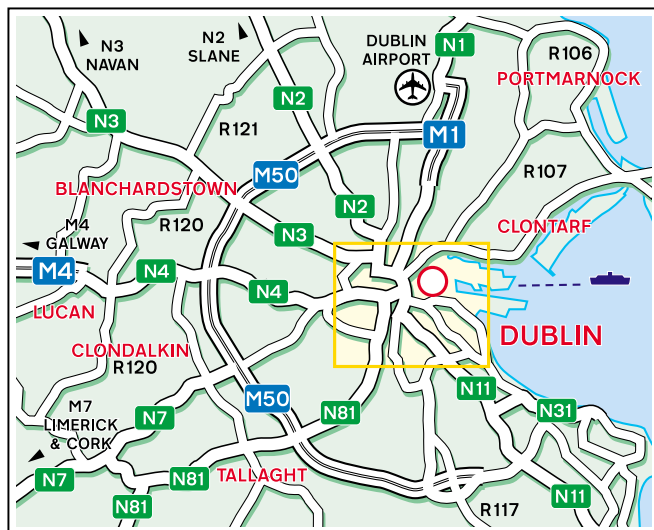 N3
NAVAN
N2
SLANE
DUBLIN
AIRPORT
N1
R106
PORTMARNOCK
N2
N3
R121
M1
M50
R107
BLANCHARDSTOWN
N2
CLONTARF
M4
GALWAY
R120
N3
M4
N4
N4
LUCAN
DUBLIN
CLONDALKIN
R120
N11
M50
M7
LIMERICK
& CORK
N7
N81
N31
N7
N81
TALLAGHT
N11
N81
R117